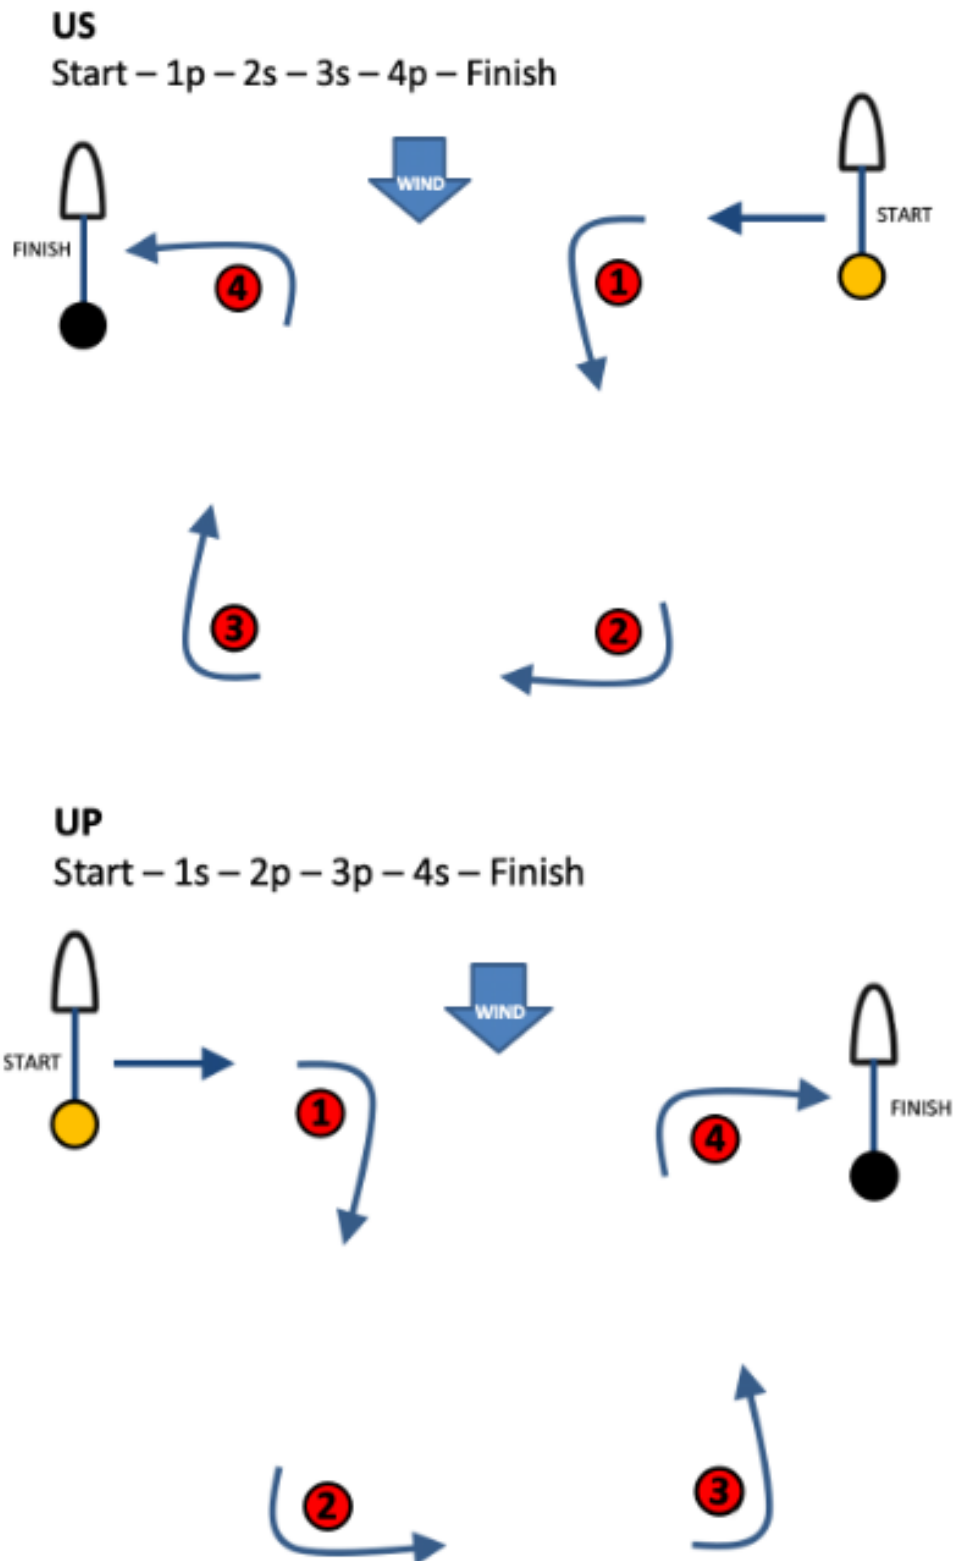 US
Start – 1p – 2s – 3s – 4p – Finish
WIND
START
FINISH
4
1
3
2
UP
Start – 1s – 2p – 3p – 4s – Finish
WIND
START
FINISH
1
4
2
3